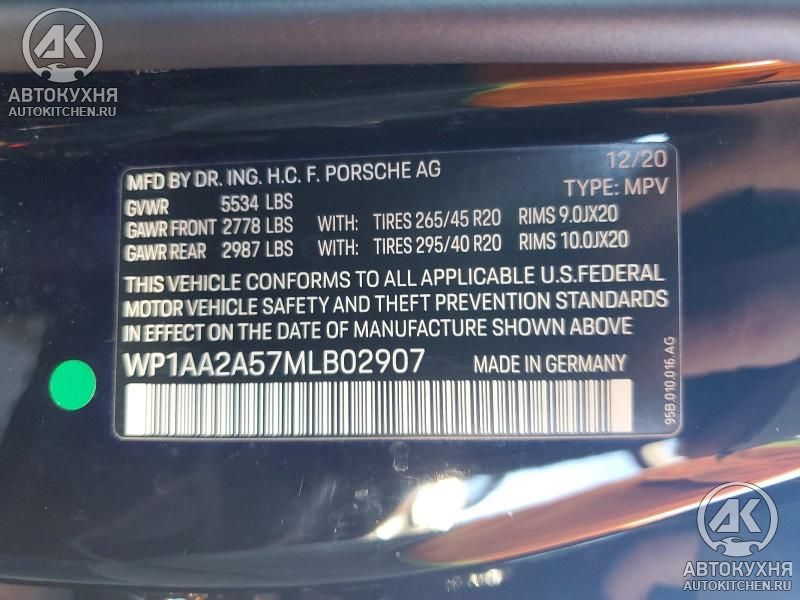 AK
АВТОКУХНЯ
AUTOKITCHEN.RU
MFD BY DR. ING. H.C. F. PORSCHE AG 12/20
GVWR 5534 LBS TYPE: MPV
GAWR FRONT 2778 LBS WITH: TIRES 265/45 R20 RIMS 9.0JX20
GAWR REAR 2987 LBS WITH: TIRES 295/40 R20 RIMS 10.0JX20
THIS VEHICLE CONFORMS TO ALL APPLICABLE U.S.FEDERAL
MOTOR VEHICLE SAFETY AND THEFT PREVENTION STANDARDS
IN EFFECT ON THE DATE OF MANUFACTURE SHOWN ABOVE
WP1AA2A57MLB02907
95B.010.016.AG
AK
АВТОКУХНЯ
AUTOKITCHEN.RU